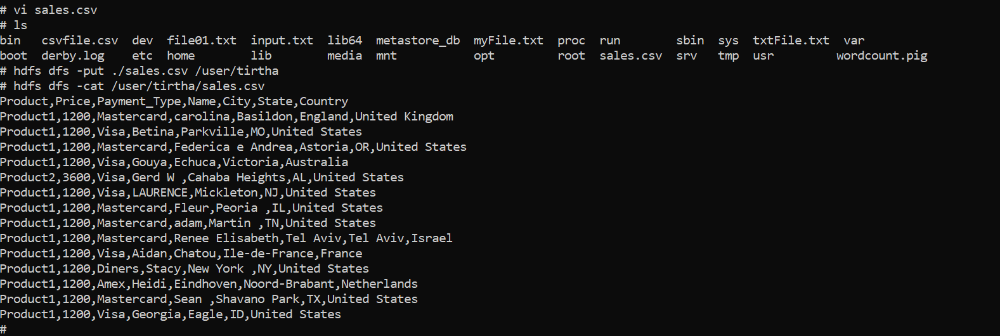 # vi sales.csv
# ls
bin   csvfile.csv  dev  file01.txt  input.txt  lib64  metastore_db  myFile.txt  proc  run        sbin  sys  txtFile.txt  var
boot  derby.log    etc  home        lib        media  mnt           opt         root  sales.csv  srv   tmp  usr         wordcount.pig
# hdfs dfs -put ./sales.csv /user/tirtha
# hdfs dfs -cat /user/tirtha/sales.csv
Product,Price,Payment_Type,Name,City,State,Country
Product1,1200,Mastercard,carolina,Basildon,England,United Kingdom
Product1,1200,Visa,Betina,Parkville,MO,United States
Product1,1200,Mastercard,Federica e Andrea,Astoria,OR,United States
Product1,1200,Visa,Gouya,Echuca,Victoria,Australia
Product2,3600,Visa,Gerd W ,Cahaba Heights,AL,United States
Product1,1200,Visa,LAURENCE,Mickleton,NJ,United States
Product1,1200,Mastercard,Fleur,Peoria ,IL,United States
Product1,1200,Mastercard,adam,Martin ,TN,United States
Product1,1200,Mastercard,Renee Elisabeth,Tel Aviv,Tel Aviv,Israel
Product1,1200,Visa,Aidan,Chatou,Ile-de-France,France
Product1,1200,Diners,Stacy,New York ,NY,United States
Product1,1200,Amex,Heidi,Eindhoven,Noord-Brabant,Netherlands
Product1,1200,Mastercard,Sean ,Shavano Park,TX,United States
Product1,1200,Visa,Georgia,Eagle,ID,United States
#